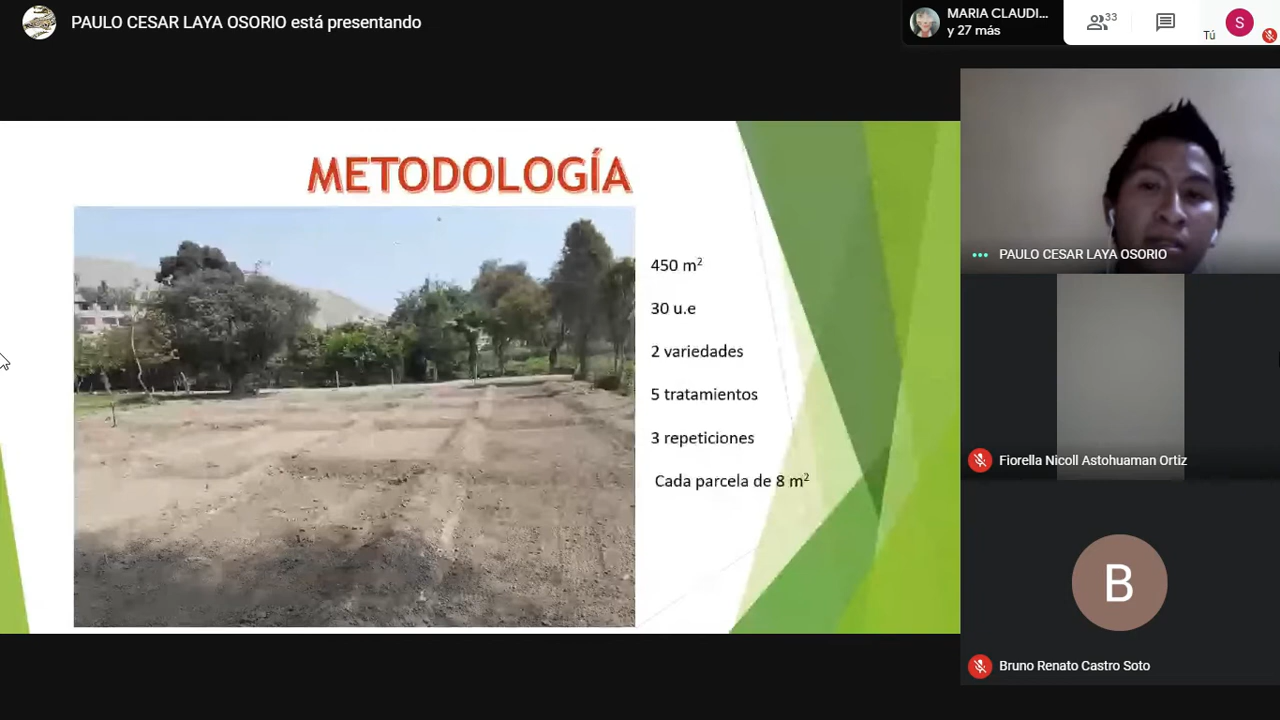 PAULO CESAR LAYA OSORIO está presentando
MARIA CLAUDI...
y 27 más
33
Tú
S
METODOLOGÍA
450 m²
30 u.e
2 variedades
5 tratamientos
3 repeticiones
Cada parcela de 8 m²
PAULO CESAR LAYA OSORIO
Fiorella Nicoll Astohuaman Ortiz
B
Bruno Renato Castro Soto